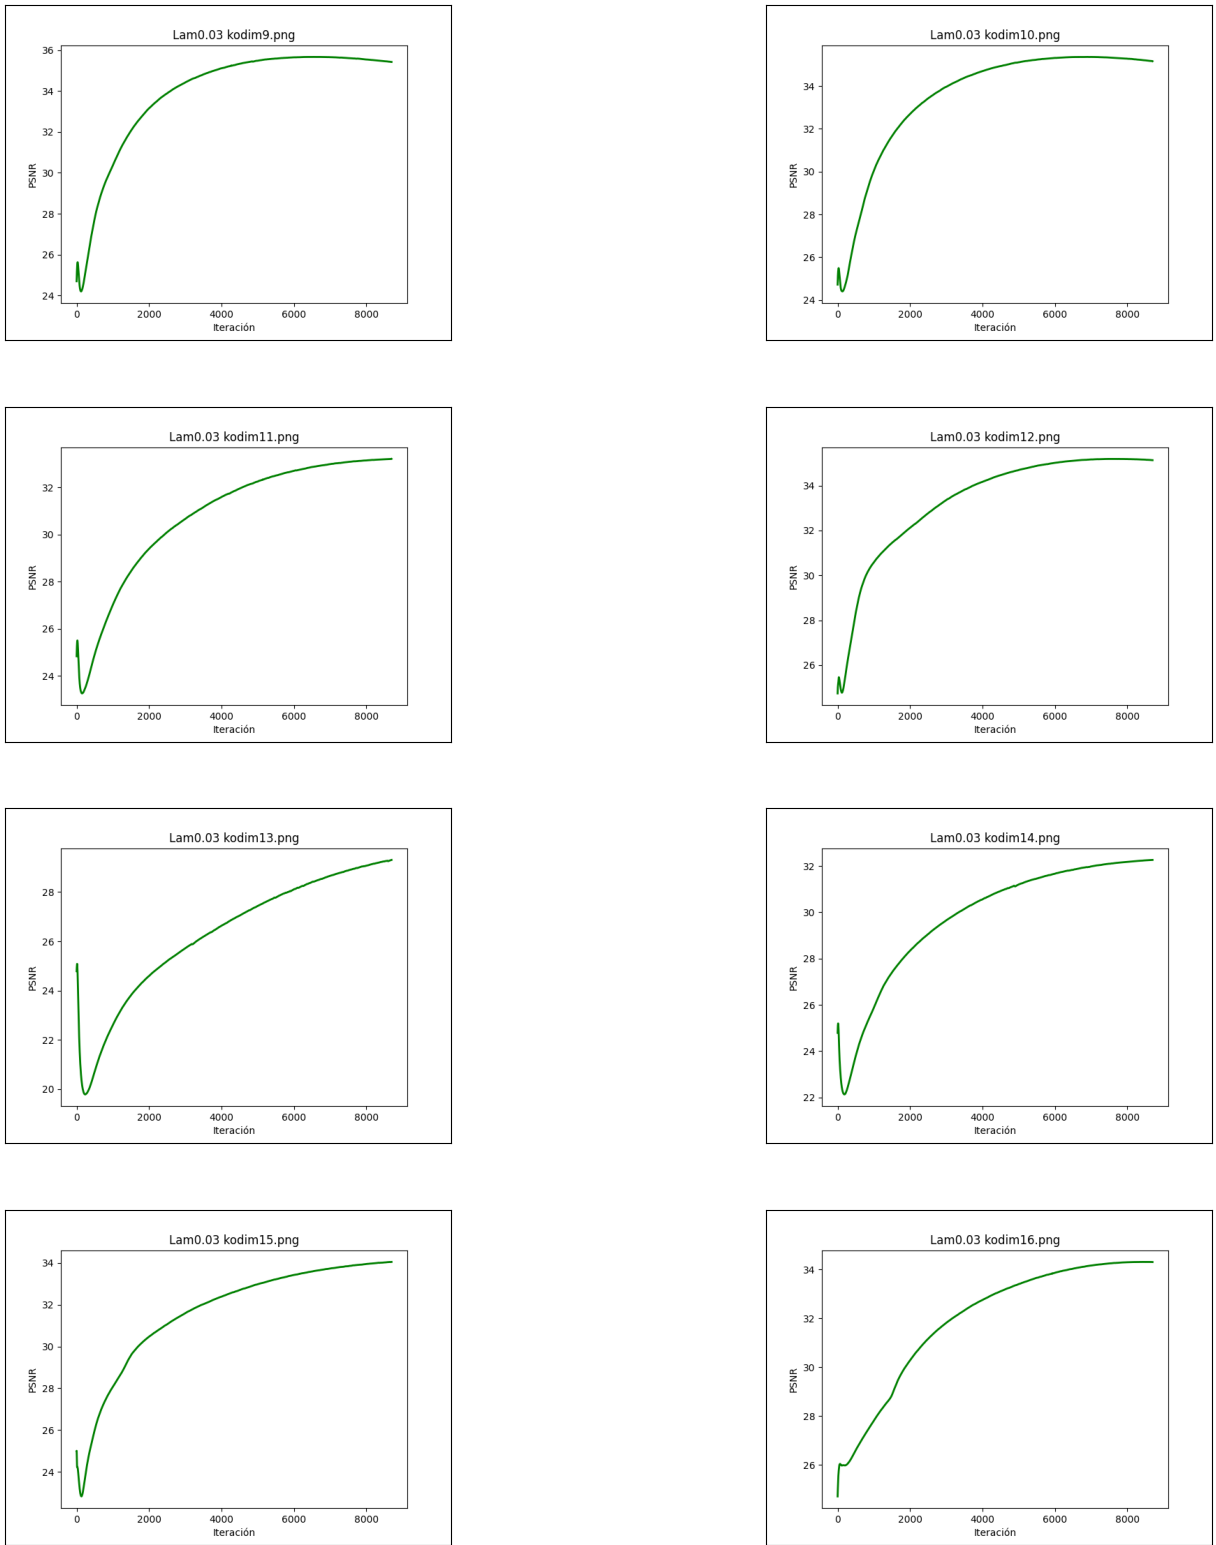 Lam0.03 kodim9.png
36
34
32
30
28
26
24
PSNR
0 2000 4000 6000 8000
Iteración
Lam0.03 kodim10.png
34
32
30
28
26
24
PSNR
0 2000 4000 6000 8000
Iteración
Lam0.03 kodim11.png
32
30
28
26
24
PSNR
0 2000 4000 6000 8000
Iteración
Lam0.03 kodim12.png
34
32
30
28
26
PSNR
0 2000 4000 6000 8000
Iteración
Lam0.03 kodim13.png
28
26
24
22
20
PSNR
0 2000 4000 6000 8000
Iteración
Lam0.03 kodim14.png
32
30
28
26
24
22
PSNR
0 2000 4000 6000 8000
Iteración
Lam0.03 kodim15.png
34
32
30
28
26
24
PSNR
0 2000 4000 6000 8000
Iteración
Lam0.03 kodim16.png
34
32
30
28
26
PSNR
0 2000 4000 6000 8000
Iteración